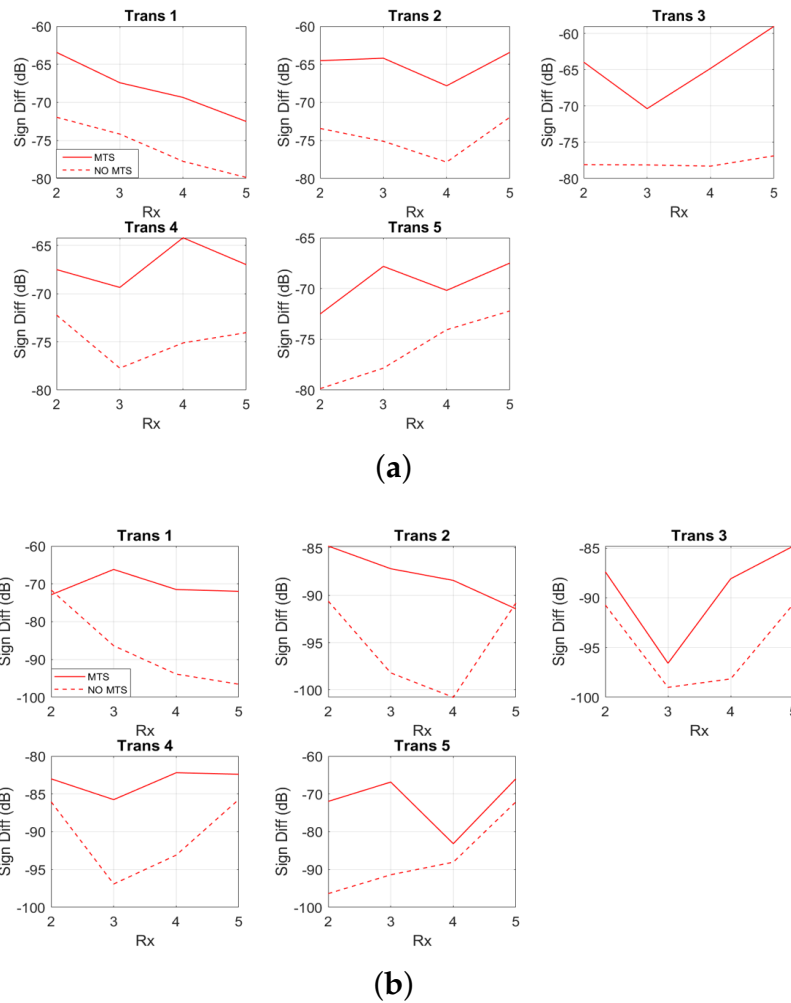 Trans 1
Sign Diff (dB)
-60
-65
-70
-75
-80
MTS
NO MTS
2 3 4 5
Rx
Trans 2
Sign Diff (dB)
-60
-65
-70
-75
-80
2 3 4 5
Rx
Trans 3
Sign Diff (dB)
-60
-65
-70
-75
-80
2 3 4 5
Rx
Trans 4
Sign Diff (dB)
-65
-70
-75
-80
2 3 4 5
Rx
Trans 5
Sign Diff (dB)
-65
-70
-75
-80
2 3 4 5
Rx
(a)
Trans 1
Sign Diff (dB)
-60
-70
-80
-90
-100
MTS
NO MTS
2 3 4 5
Rx
Trans 2
Sign Diff (dB)
-85
-90
-95
-100
2 3 4 5
Rx
Trans 3
Sign Diff (dB)
-85
-90
-95
-100
2 3 4 5
Rx
Trans 4
Sign Diff (dB)
-80
-85
-90
-95
-100
2 3 4 5
Rx
Trans 5
Sign Diff (dB)
-60
-70
-80
-90
-100
2 3 4 5
Rx
(b)